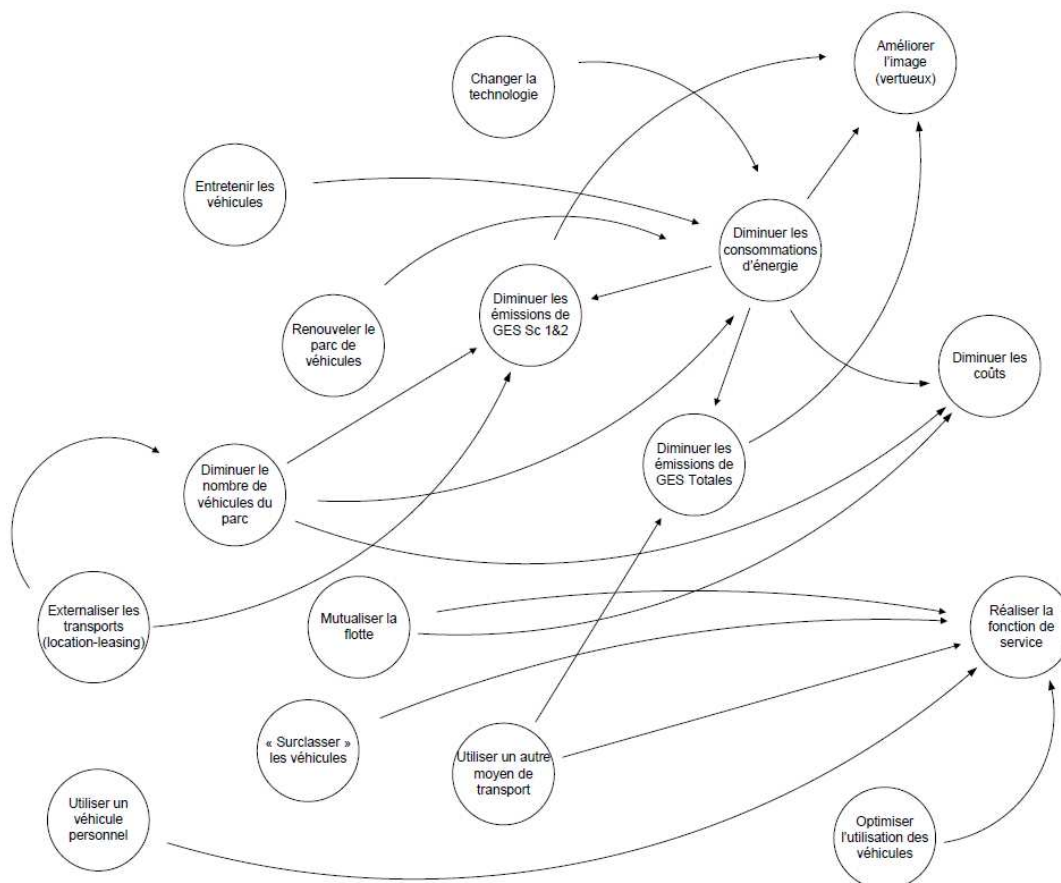 Améliorer
l'image
(vertueux)
Changer la
technologie
Entretenir les
véhicules
Diminuer les
consommations
d'énergie
Renouveler le
parc de
véhicules
Diminuer les
émissions de
GES Sc 1&2
Diminuer les
coûts
Diminuer le
nombre de
véhicules du
parc
Diminuer les
émissions de
GES Totales
Externaliser les
transports
(location-leasing)
Mutualiser la
flotte
Réaliser la
fonction de
service
« Surclasser »
les véhicules
Utiliser un autre
moyen de
transport
Utiliser un
véhicule
personnel
Optimiser
l'utilisation des
véhicules